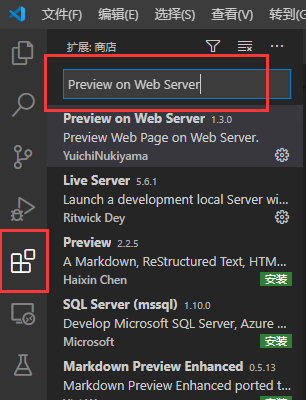 文件(F) 编辑(E) 选择(S) 查看(V) 转到(G)
扩展: 商店
Preview on Web Server
Preview on Web Server 1.3.0
Preview Web Page on Web Server.
YuichiNukiyama
Live Server 5.6.1
Launch a development local Server wi...
Ritwick Dey
Preview 2.2.5
A Markdown, ReStructured Text, HTM...
Haixin Chen 安装
SQL Server (mssql) 1.10.0
Develop Microsoft SQL Server, Azure ...
Microsoft 安装
Markdown Preview Enhanced 0.5.13
Markdown Preview Enhanced ported t...